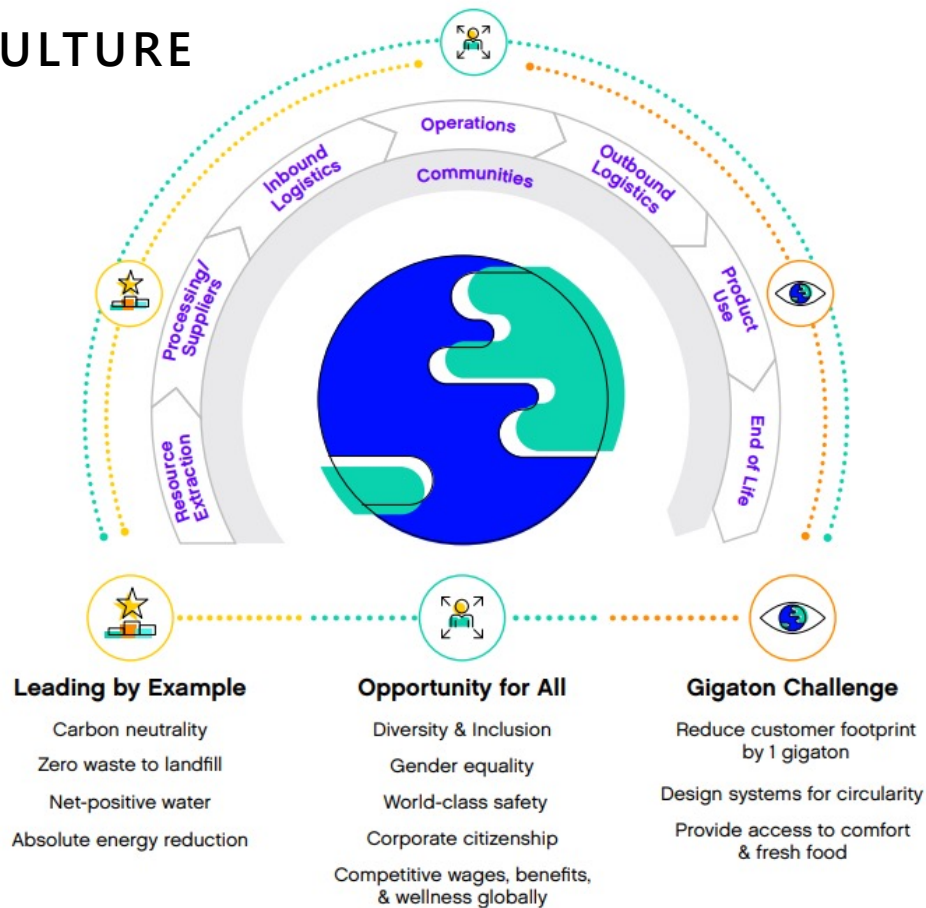 ULTURE
Operations
Inbound
Logistics
Outbound
Logistics
Communities
Processing/
Suppliers
Product
Use
Resource
Extraction
End of Life
Leading by Example
Carbon neutrality
Zero waste to landfill
Net-positive water
Absolute energy reduction
Opportunity for All
Diversity & Inclusion
Gender equality
World-class safety
Corporate citizenship
Competitive wages, benefits,
& wellness globally
Gigaton Challenge
Reduce customer footprint
by 1 gigaton
Design systems for circularity
Provide access to comfort
& fresh food